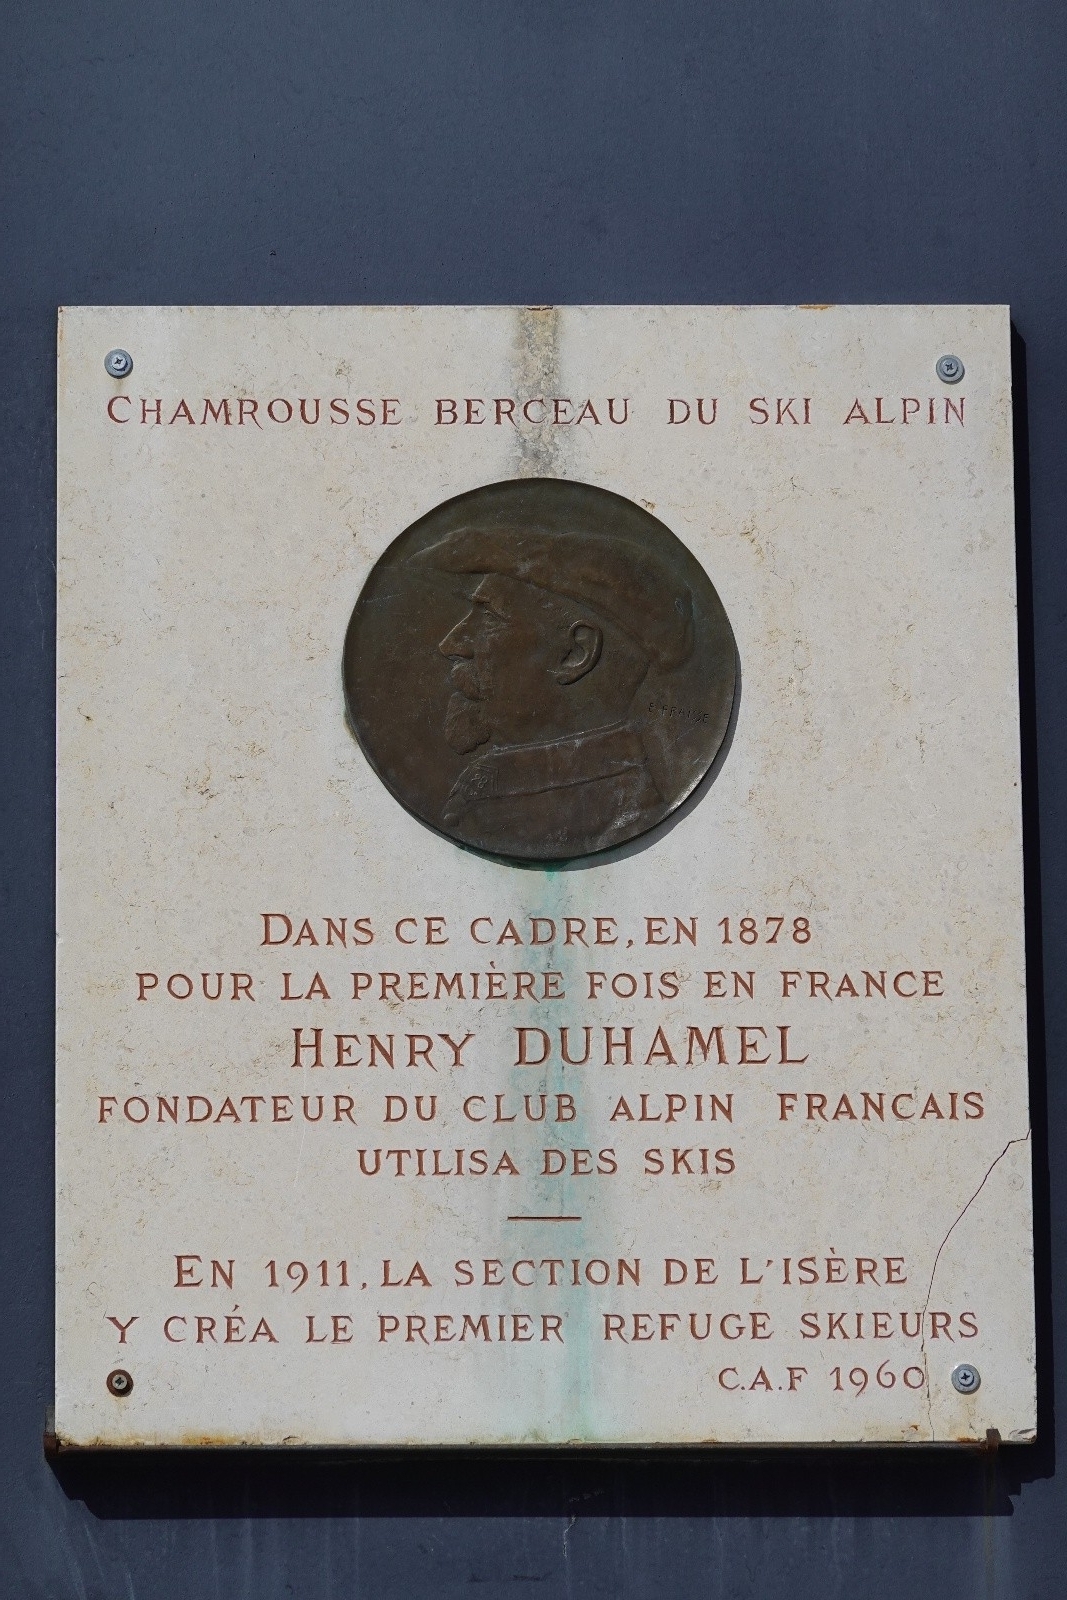 CHAMROUSSE BERCEAU DU SKI ALPIN
DANS CE CADRE, EN 1878
POUR LA PREMIÈRE FOIS EN FRANCE
HENRY DUHAMEL
FONDATEUR DU CLUB ALPIN FRANCAIS
UTILISA DES SKIS
EN 1911, LA SECTION DE L'ISÈRE
Y CRÉA LE PREMIER REFUGE SKIEURS
C.A.F 1960